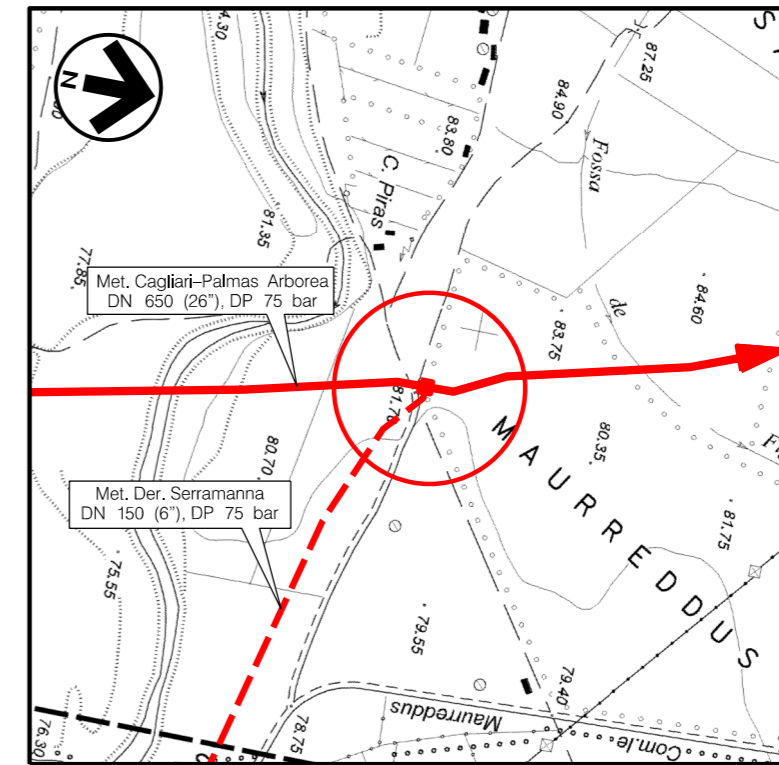 84.30
S
N
87.25
84.90
Fossa
83.80
C. Piras
81.35
77.85
Met. Cagliari–Palmas Arborea
DN 650 (26"), DP 75 bar
84.60
de
83.75
81.78
MAURREDDUS
80.35
80.70
81.75
Met. Der. Serramanna
DN 150 (6"), DP 75 bar
75.55
79.55
79.40
Maurreddus
Com.le
78.75
76.30